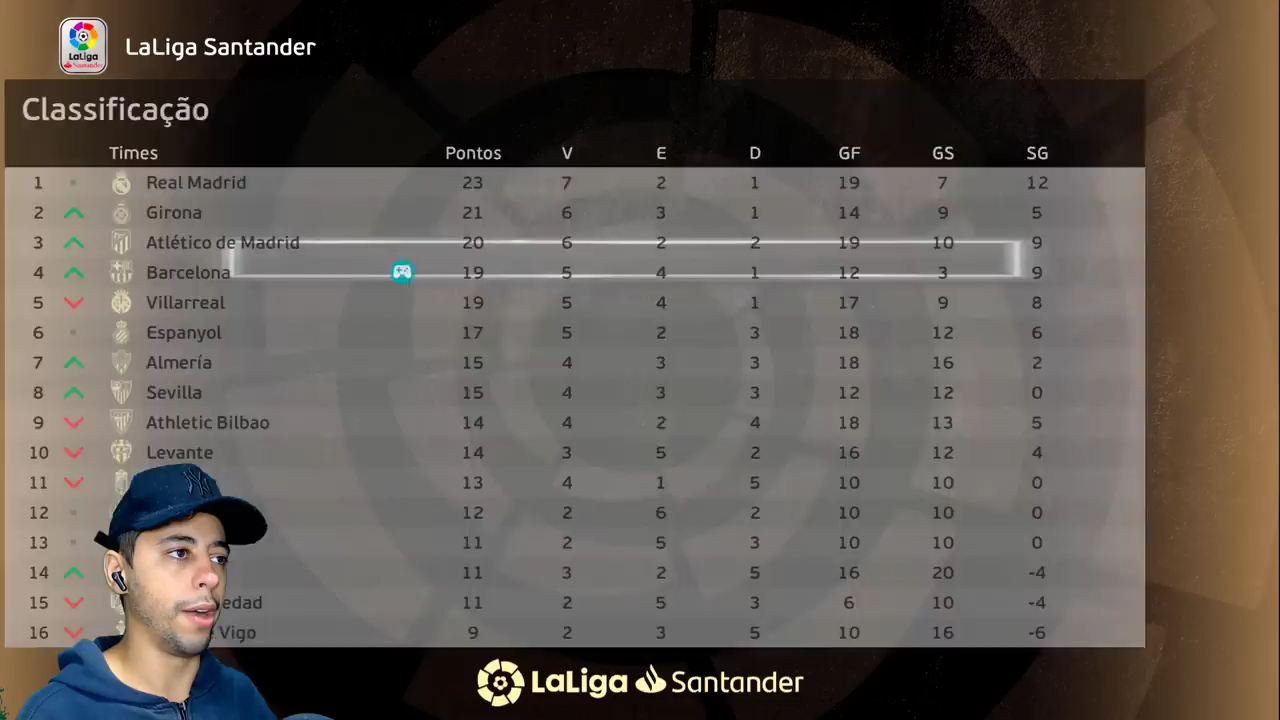 LaLiga Santander
Classificação
Times Pontos V E D GF GS SG
1 Real Madrid 23 7 2 1 19 7 12
2 Girona 21 6 3 1 14 9 5
3 Atlético de Madrid 20 6 2 2 19 10 9
4 Barcelona 19 5 4 1 12 3 9
5 Villarreal 19 5 4 1 17 9 8
6 Espanyol 17 5 2 3 18 12 6
7 Almería 15 4 3 3 18 16 2
8 Sevilla 15 4 3 3 12 12 0
9 Athletic Bilbao 14 4 2 4 18 13 5
10 Levante 14 3 5 2 16 12 4
11 13 4 1 5 10 10 0
12 12 2 6 2 10 10 0
13 11 2 5 3 10 10 0
14 11 3 2 5 16 20 -4
15 edad 11 2 5 3 6 10 -4
16 Vigo 9 2 3 5 10 16 -6
LaLiga Santander